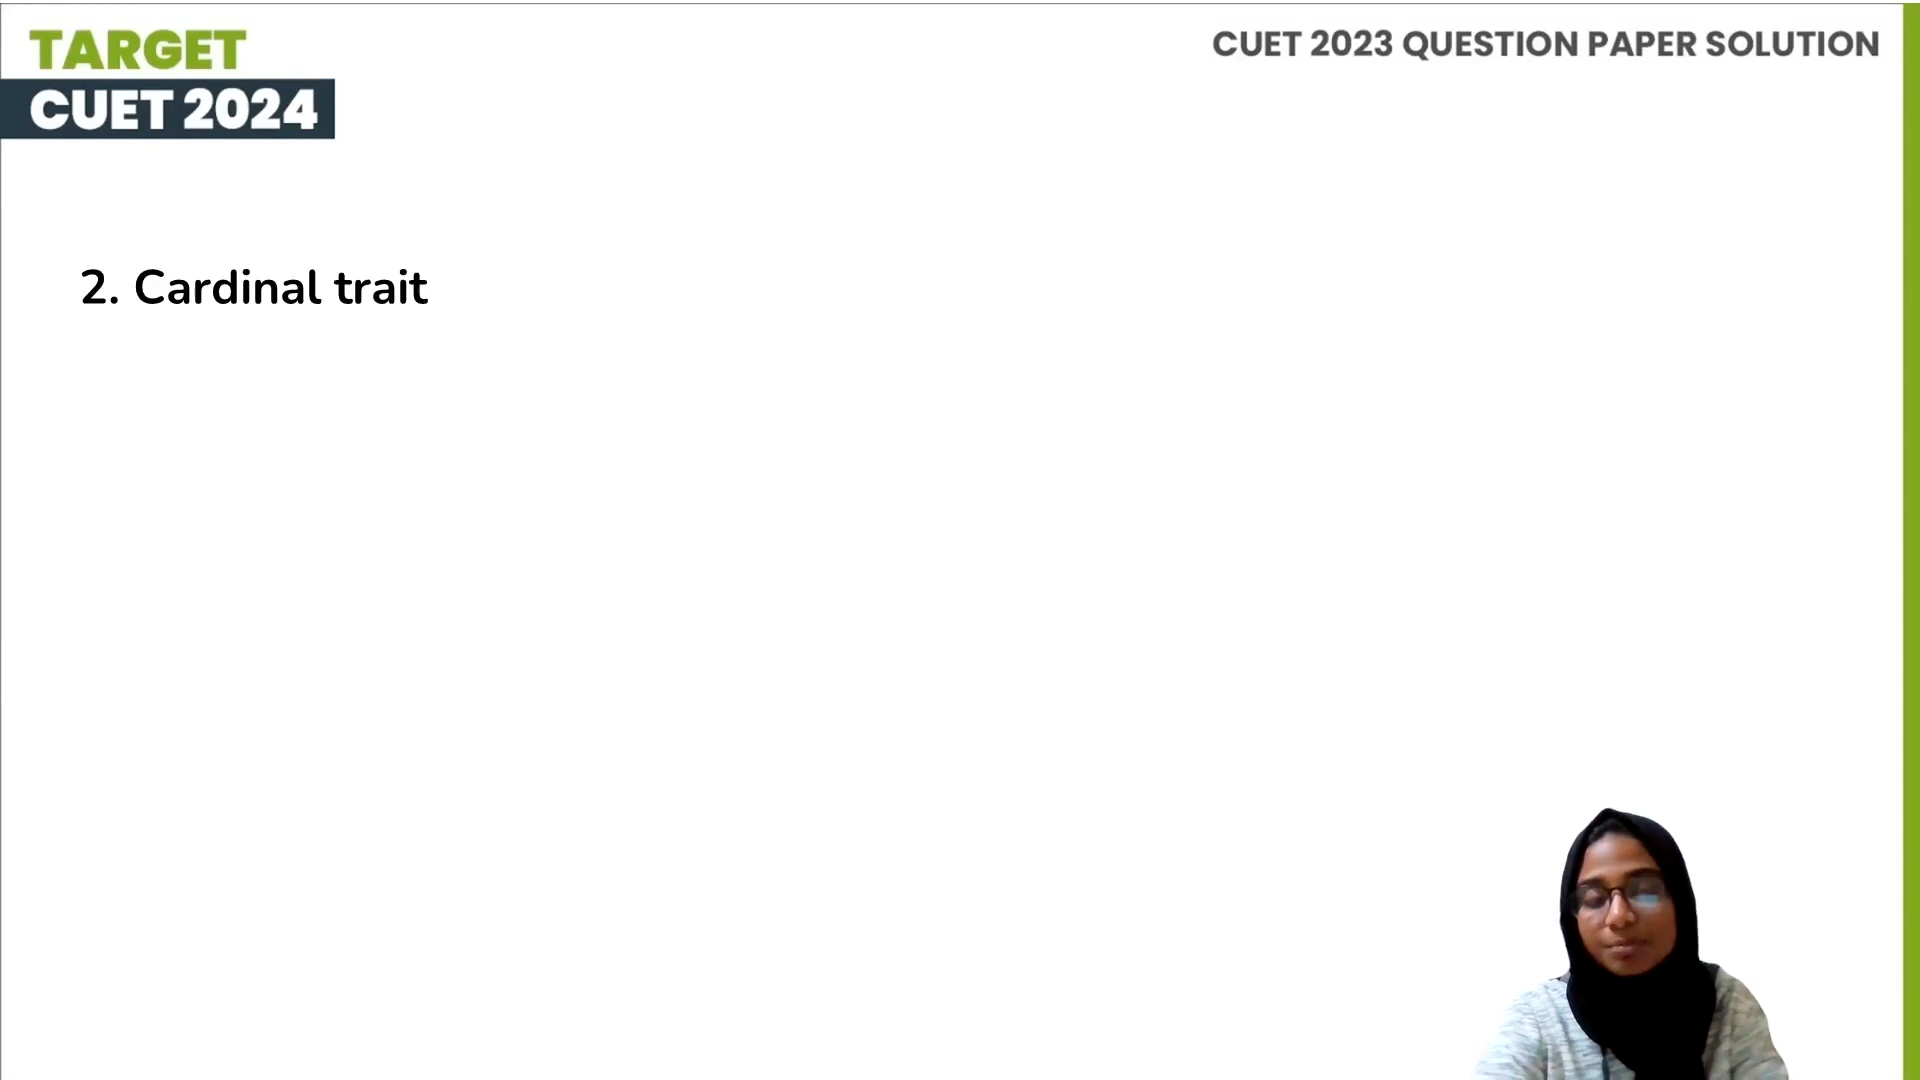 TARGET
CUET 2024
CUET 2023 QUESTION PAPER SOLUTION
2. Cardinal trait